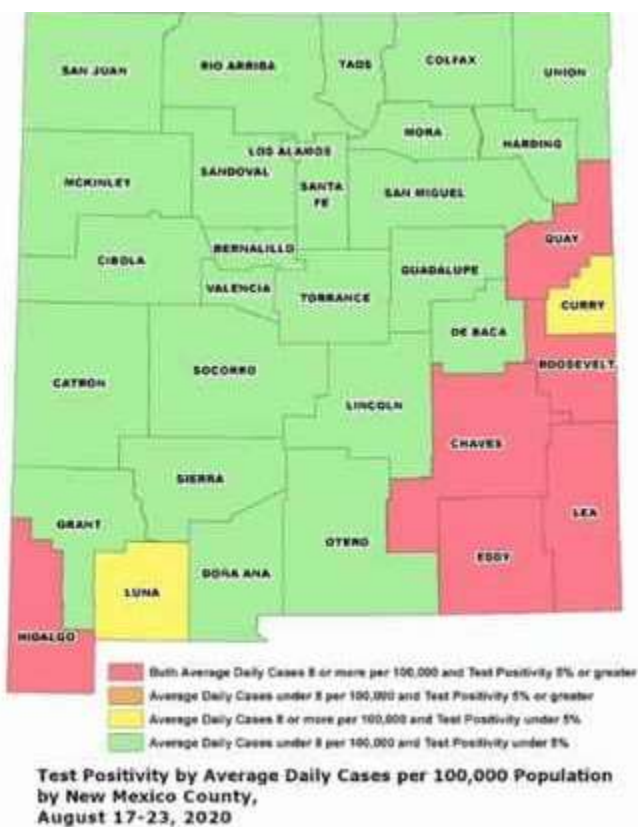 SAN JUAN
RIO ARRIBA
TAOS
COLFAX
UNION
MORA
HARDING
LOS ALAMOS
SANDOVAL
SANTA
FE
MCKINLEY
SAN MIGUEL
QUAY
BERNALILLO
CIBOLA
GUADALUPE
VALENCIA
TORRANCE
CURRY
DE BACA
ROOSEVELT
SOCORRO
CATRON
LINCOLN
CHAVES
SIERRA
LEA
GRANT
OTERO
EDDY
DOÑA ANA
LUNA
HIDALGO
Both Average Daily Cases 8 or more per 100,000 and Test Positivity 5% or greater
Average Daily Cases under 8 per 100,000 and Test Positivity 5% or greater
Average Daily Cases 8 or more per 100,000 and Test Positivity under 5%
Average Daily Cases under 8 per 100,000 and Test Positivity under 5%
Test Positivity by Average Daily Cases per 100,000 Population
by New Mexico County,
August 17-23, 2020